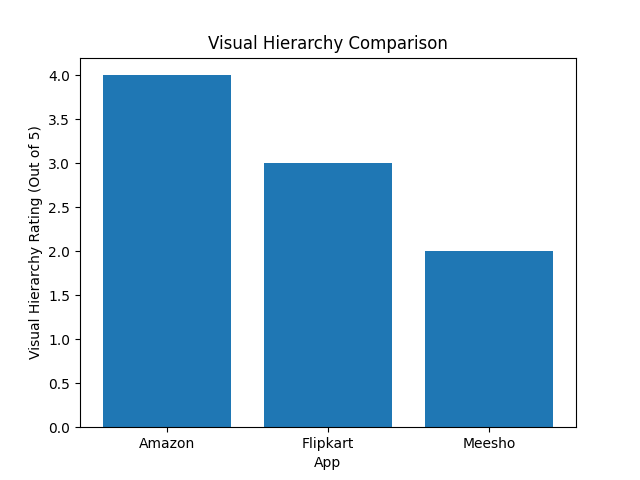 Visual Hierarchy Comparison
Visual Hierarchy Rating (Out of 5)
4.0
3.5
3.0
2.5
2.0
1.5
1.0
0.5
0.0
Amazon Flipkart Meesho
App